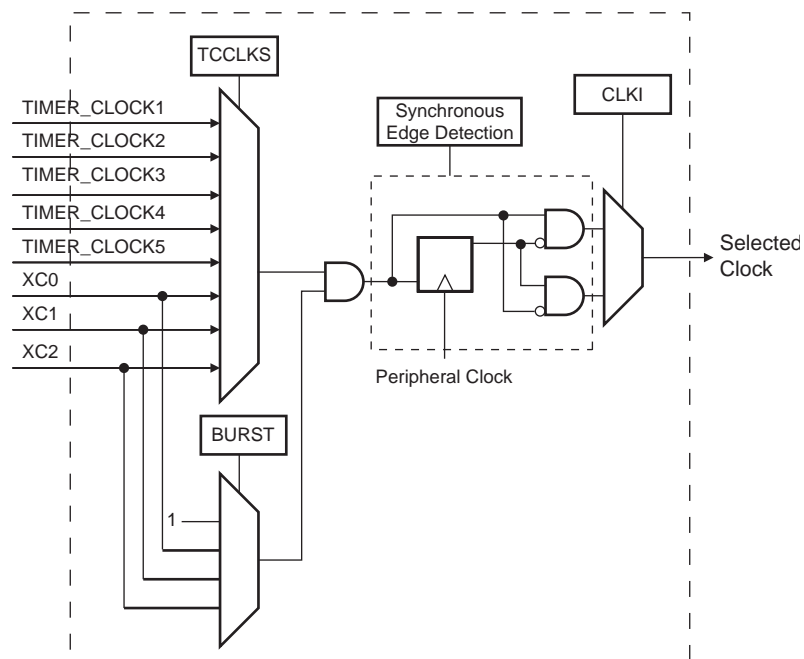 TCCLKS
TIMER_CLOCK1
TIMER_CLOCK2
TIMER_CLOCK3
TIMER_CLOCK4
TIMER_CLOCK5
XC0
XC1
XC2
Synchronous
Edge Detection
CLKI
Selected
Clock
Peripheral Clock
BURST
1